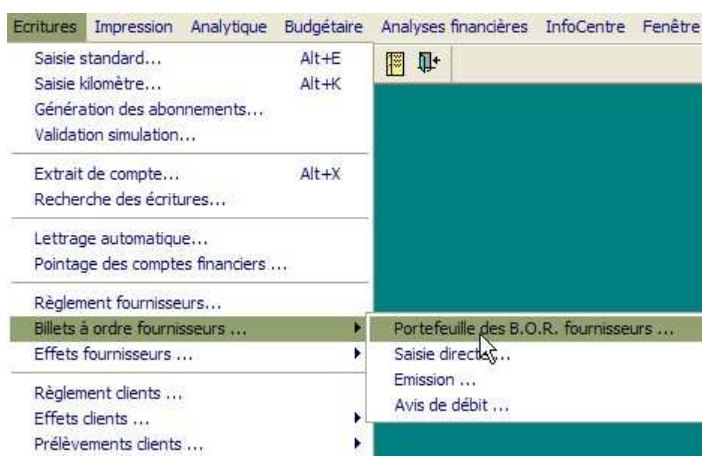 Ecritures Impression Analytique Budgétaire Analyses financières InfoCentre Fenêtre
Saisie standard... Alt+E
Saisie kilomètre... Alt+K
Génération des abonnements...
Validation simulation...
Extrait de compte... Alt+X
Recherche des écritures...
Lettrage automatique...
Pointage des comptes financiers ...
Règlement fournisseurs...
Billets à ordre fournisseurs ...
Effets fournisseurs ...
Règlement clients ...
Effets clients ...
Prélèvements clients ...
Portefeuille des B.O.R. fournisseurs ...
Saisie directe ...
Emission ...
Avis de débit ...